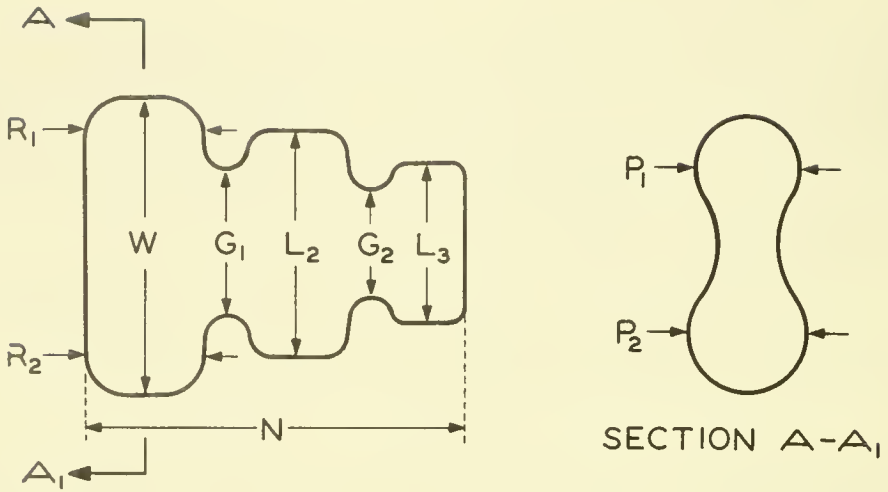 A
R₁
W
G₁
L₂
G₂
L₃
R₂
N
A₁
P₁
P₂
SECTION A-A₁